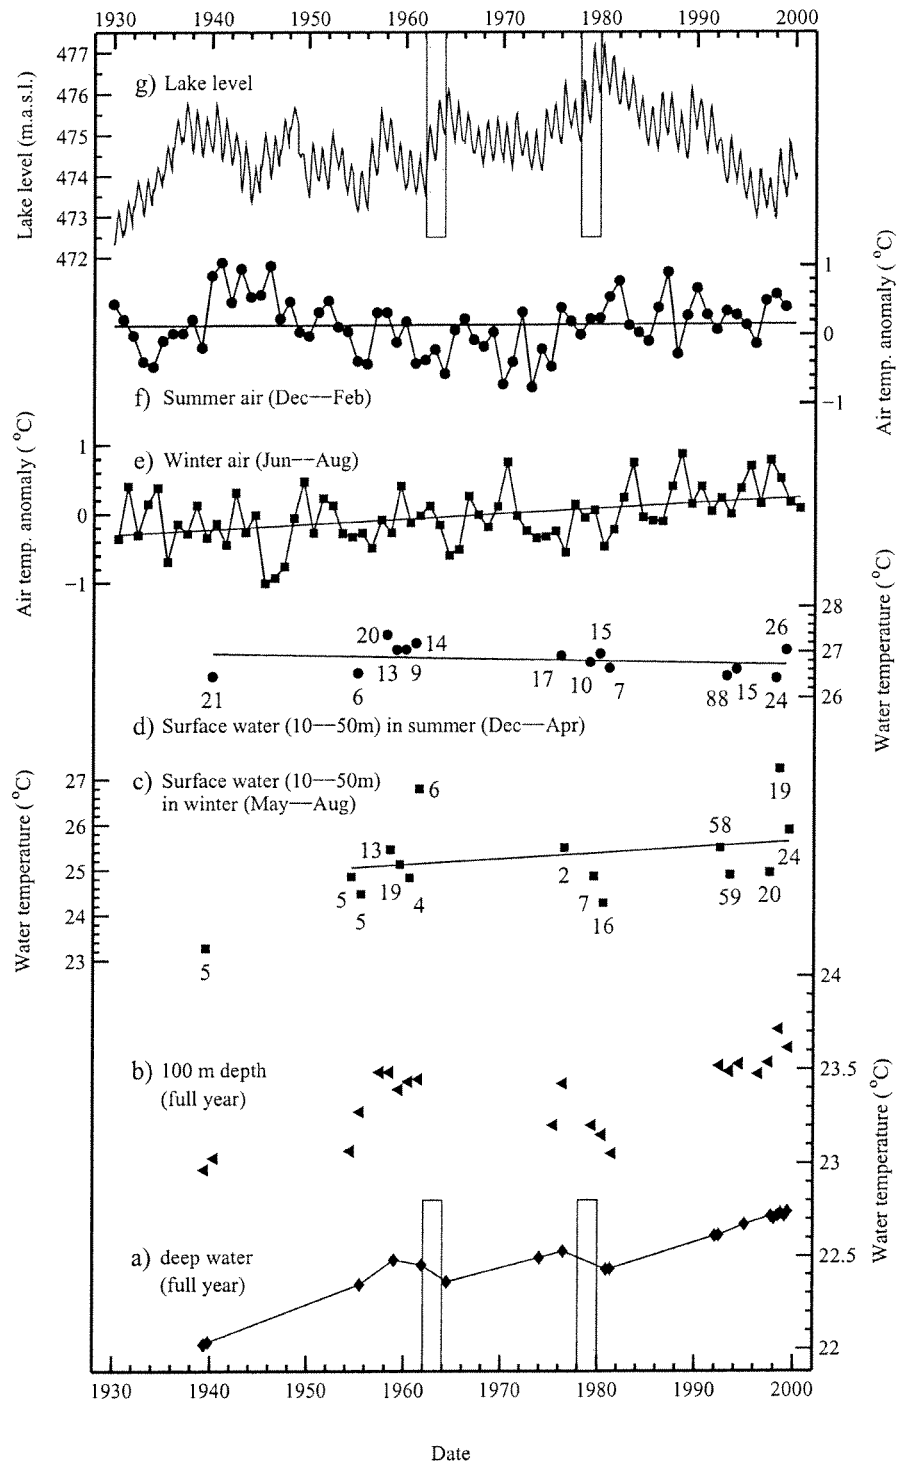 1930 1940 1950 1960 1970 1980 1990 2000
477
476
475
474
473
472
Lake level (m.a.s.l.)
g) Lake level
1
0
−1
Air temp. anomaly (°C)
f) Summer air (Dec—Feb)
1
0
−1
Air temp. anomaly (°C)
e) Winter air (Jun—Aug)
28
27
26
Water temperature (°C)
21
6
20
13
9
14
17
10
15
7
88
15
24
26
d) Surface water (10—50m) in summer (Dec—Apr)
27
26
25
24
23
Water temperature (°C)
c) Surface water (10—50m)
in winter (May—Aug)
5
5
5
13
19
4
6
2
7
16
58
59
20
19
24
24
23.5
23
22.5
22
Water temperature (°C)
b) 100 m depth
(full year)
a) deep water
(full year)
1930 1940 1950 1960 1970 1980 1990 2000
Date